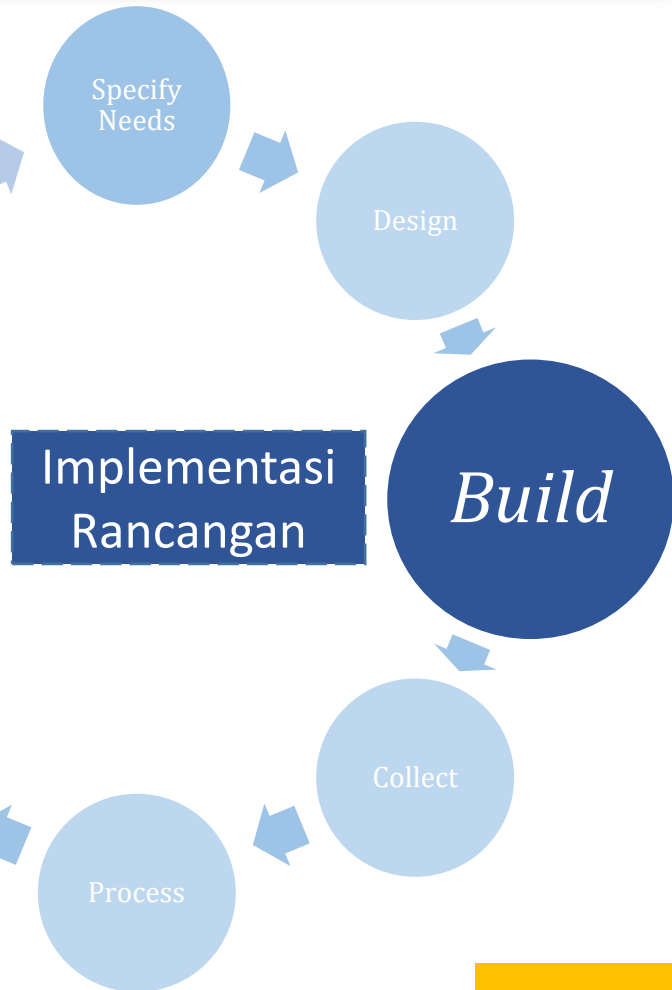 Specify
Needs
Design
Implementasi
Rancangan
Build
Collect
Process